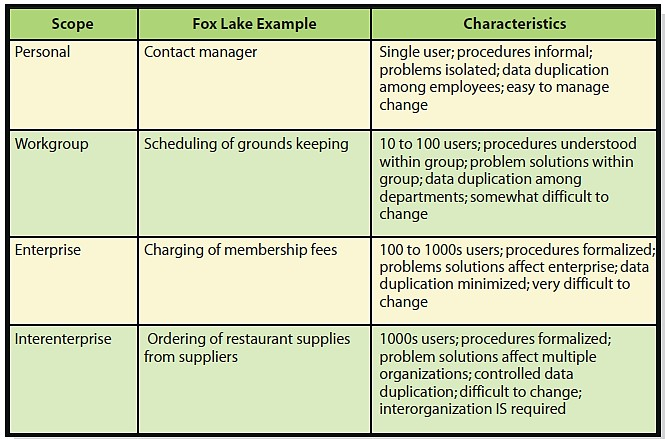 Scope
Fox Lake Example
Characteristics
Personal
Contact manager
Single user; procedures informal;
problems isolated; data duplication
among employees; easy to manage
change
Workgroup
Scheduling of grounds keeping
10 to 100 users; procedures understood
within group; problem solutions within
group; data duplication among
departments; somewhat difficult to
change
Enterprise
Charging of membership fees
100 to 1000s users; procedures formalized;
problems solutions affect enterprise; data
duplication minimized; very difficult to
change
Interenterprise
Ordering of restaurant supplies
from suppliers
1000s users; procedures formalized;
problem solutions affect multiple
organizations; controlled data
duplication; difficult to change;
interorganization IS required